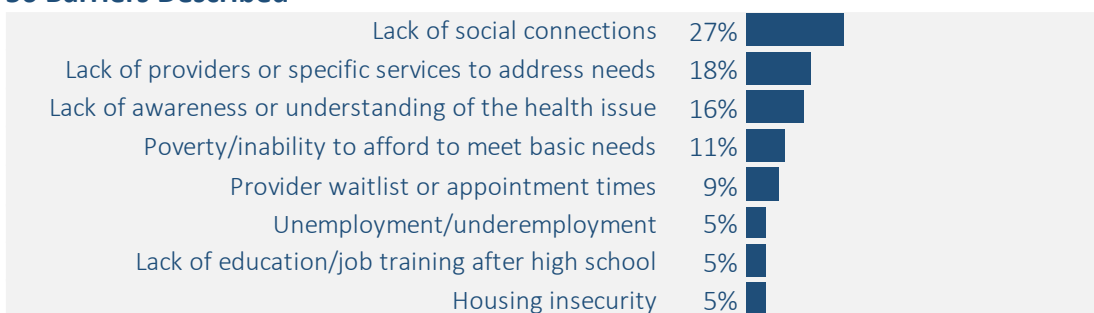 Barriers Described
Lack of social connections 27%
Lack of providers or specific services to address needs 18%
Lack of awareness or understanding of the health issue 16%
Poverty/inability to afford to meet basic needs 11%
Provider waitlist or appointment times 9%
Unemployment/underemployment 5%
Lack of education/job training after high school 5%
Housing insecurity 5%